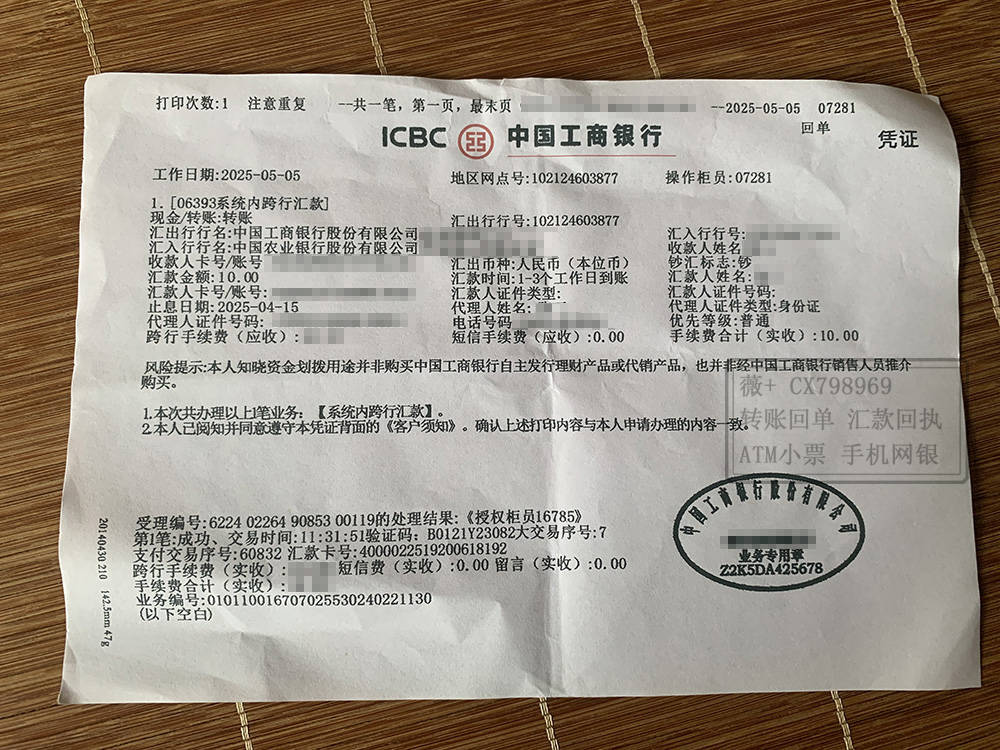 打印次数:1 注意重复 --共一笔，第一页，最末页 --2025-05-05 07281
ICBC 中国工商银行 回单 凭证
工作日期:2025-05-05 地区网点号:102124603877 操作柜员:07281
1.[06393系统内跨行汇款]
现金/转账:转账 汇出行行号:102124603877
汇出行行名:中国工商银行股份有限公司 汇入行行号:
汇入行行名:中国农业银行股份有限公司 收款人姓名
收款人卡号/账号 汇出币种:人民币（本位币） 钞汇标志:钞
汇款金额:10.00 汇款时间:1-3个工作日到账 汇款人姓名:
汇款人卡号/账号: 汇款人证件类型: 汇款人证件号码:
止息日期:2025-04-15 代理人姓名: 代理人证件类型:身份证
代理人证件号码: 电话号码 优先等级:普通
跨行手续费（应收）: 短信手续费（应收）:0.00 手续费合计（实收）:10.00
风险提示:本人知晓资金划拨用途并非购买中国工商银行自主发行理财产品或代销产品，也并非经中国工商银行销售人员推介
购买。
薇+ CX798969
转账回单 汇款回执
ATM小票 手机网银
1.本次共办理以上1笔业务：【系统内跨行汇款】。
2.本人已阅知并同意遵守本凭证背面的《客户须知》。确认上述打印内容与本人申请办理的内容一致。
受理编号:6224 02264 90853 00119的处理结果:《授权柜员16785》
第1笔:成功、交易时间:11:31:51验证码: B0121Y23082大交易序号:7
支付交易序号:60832 汇款卡号:4000022519200618192
跨行手续费（实收）: 短信费（实收）:0.00 留言（实收）:0.00
手续费合计（实收）:
业务编号:01011001670702553024022​1130
(以下空白)
中国工商银行股份有限公司
业务专用章
Z2K5DA425678
20140430 210 142.5mm 47g